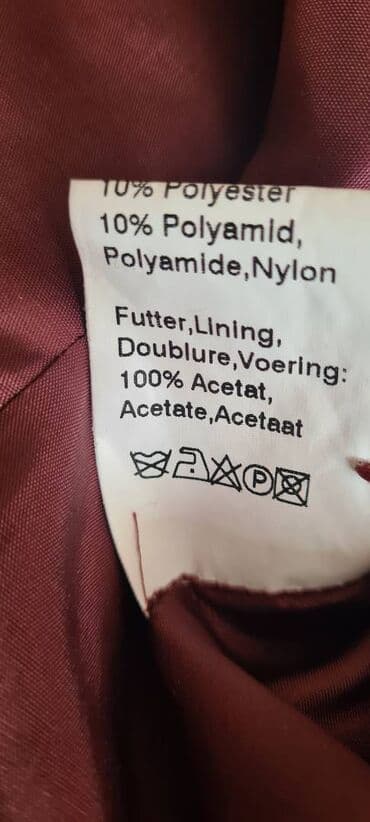 10% Polyester
10% Polyamid,
Polyamide,Nylon
Futter,Lining,
Doublure,Voering:
100% Acetat,
Acetate,Acetaat
P